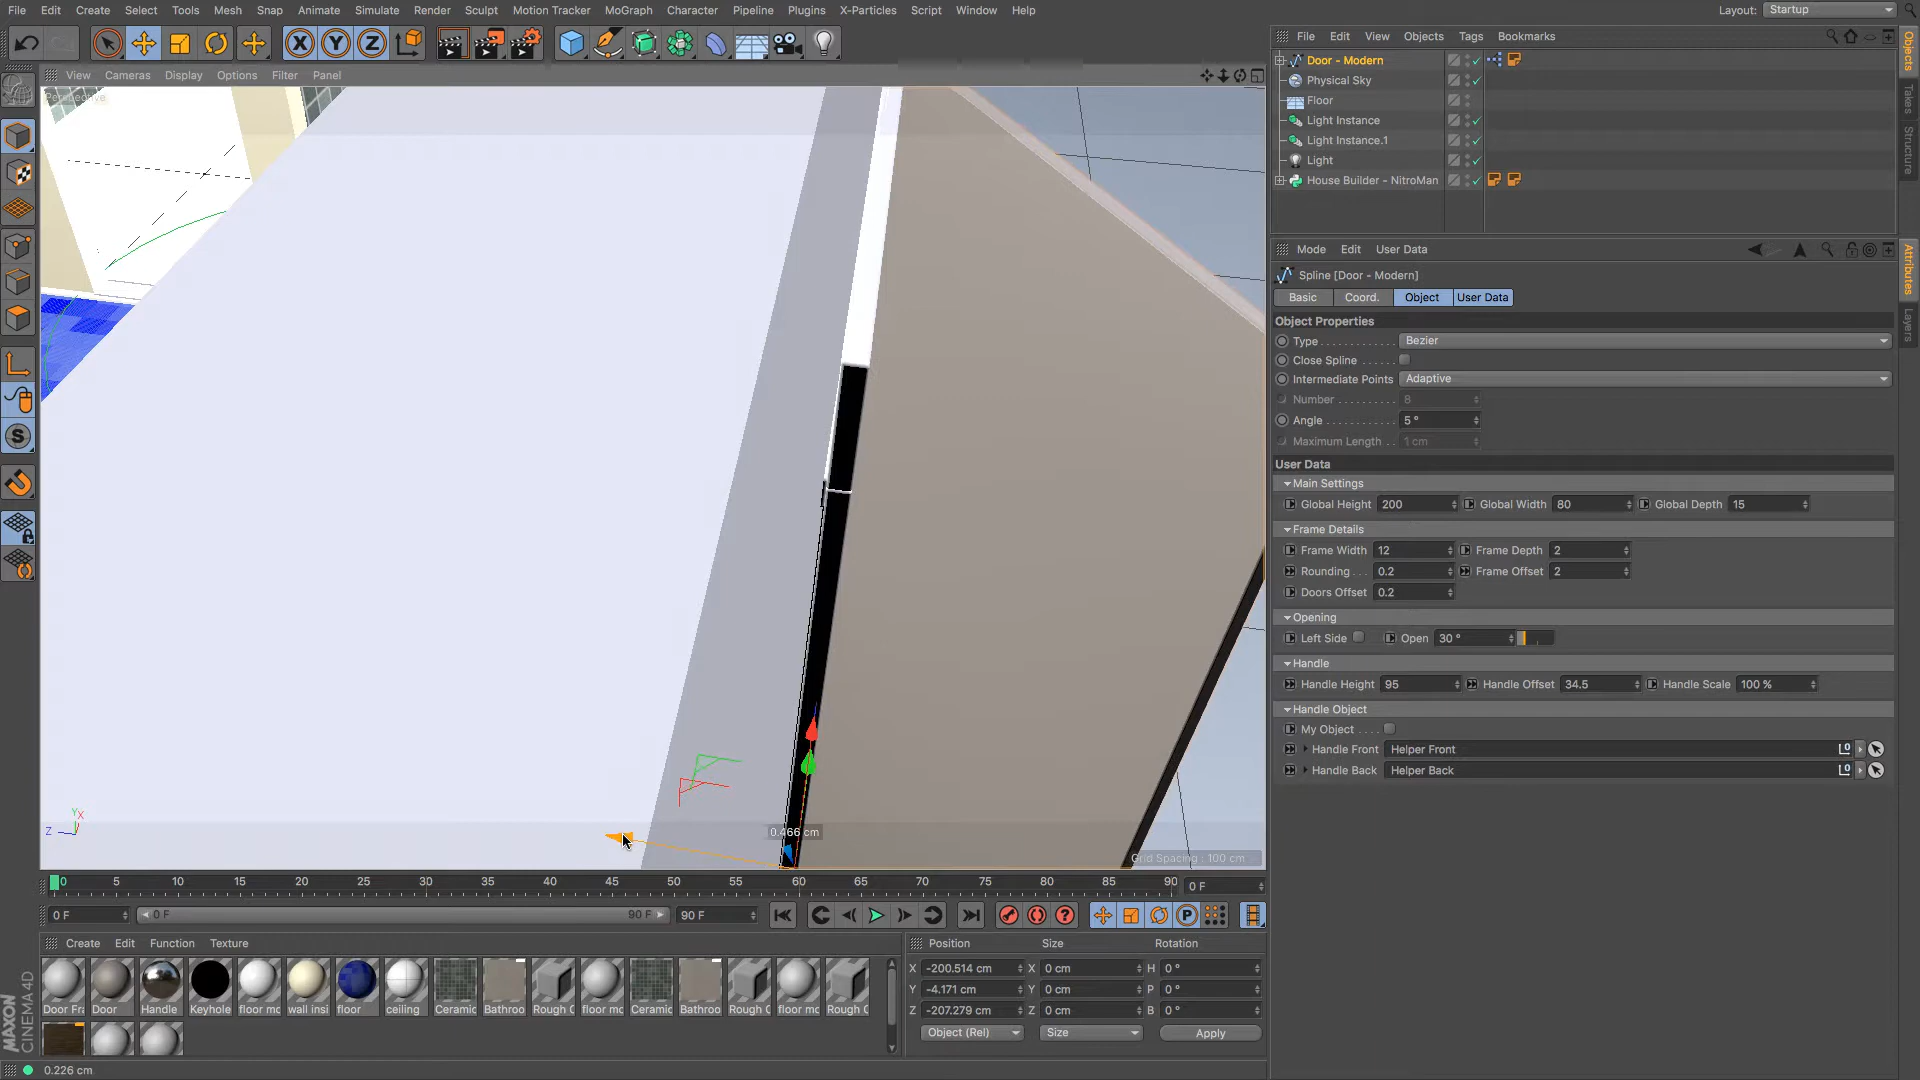 File Edit Create Select Tools Mesh Snap Animate Simulate Render Sculpt Motion Tracker MoGraph Character Pipeline Plugins X-Particles Script Window Help Layout: Startup
File Edit View Objects Tags Bookmarks
View Cameras Display Options Filter Panel
Perspective
Door - Modern
Physical Sky
Floor
Light Instance
Light Instance.1
Light
House Builder - NitroMan
Objects
Takes
Structure
Attributes
Layers
Mode Edit User Data
Spline [Door - Modern]
Basic Coord. Object User Data
Object Properties
Type Bezier
Close Spline
Intermediate Points Adaptive
Number 8
Angle 5 °
Maximum Length 1 cm
User Data
Main Settings
Global Height 200 Global Width 80 Global Depth 15
Frame Details
Frame Width 12 Frame Depth 2
Rounding 0.2 Frame Offset 2
Doors Offset 0.2
Opening
Left Side Open 30 °
Handle
Handle Height 95 Handle Offset 34.5 Handle Scale 100 %
Handle Object
My Object
Handle Front Helper Front
Handle Back Helper Back
0.466 cm
Y X
Z
Grid Spacing : 100 cm
0 5 10 15 20 25 30 35 40 45 50 55 60 65 70 75 80 85 90 0 F
0 F 0 F 90 F 90 F
Create Edit Function Texture
Position Size Rotation
X -200.514 cm X 0 cm H 0 °
Y -4.171 cm Y 0 cm P 0 °
Z -207.279 cm Z 0 cm B 0 °
Object (Rel) Size Apply
Door Fra Door Handle Keyhole floor mo wall insi floor ceiling Ceramic Bathroo Rough C floor mo Ceramic Bathroo Rough C floor mo Rough C
MAXON
CINEMA 4D
0.226 cm